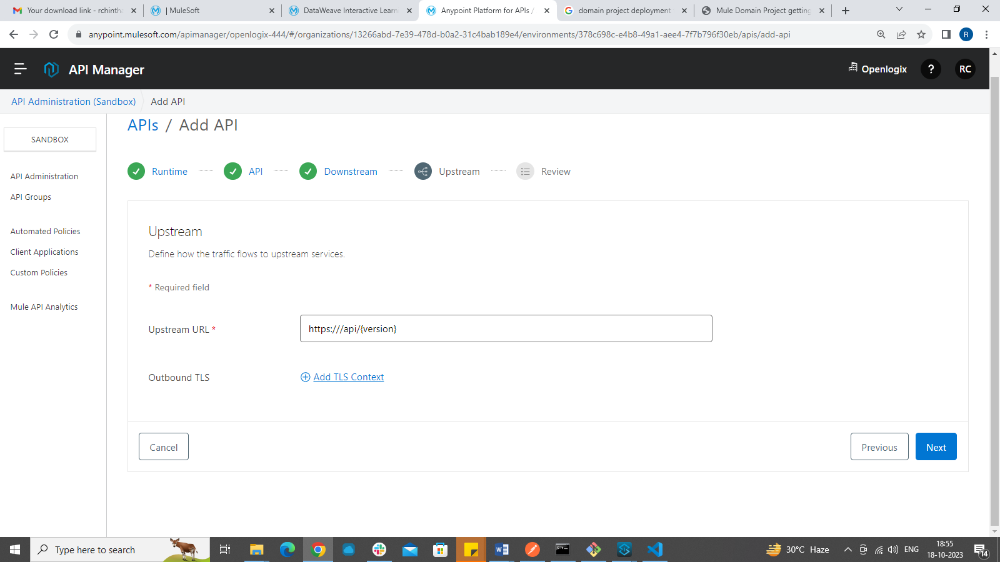 Your download link - rchintha
| MuleSoft
DataWeave Interactive Learn
Anypoint Platform for APIs /
domain project deployment
Mule Domain Project getting
anypoint.mulesoft.com/apimanager/openlogix-444/#/organizations/13266abd-7e39-478d-b0a2-31c4bab189e4/environments/378c698c-e4b8-49a1-aee4-7f7b796f30eb/apis/add-api
R
API Manager
Openlogix
?
RC
API Administration (Sandbox)
Add API
APIs / Add API
SANDBOX
API Administration
API Groups
Automated Policies
Client Applications
Custom Policies
Mule API Analytics
Runtime
API
Downstream
Upstream
Review
Upstream
Define how the traffic flows to upstream services.
* Required field
Upstream URL *
https:///api/{version}
Outbound TLS
Add TLS Context
Cancel
Previous
Next
Type here to search
30°C Haze
ENG
18:55
18-10-2023
14